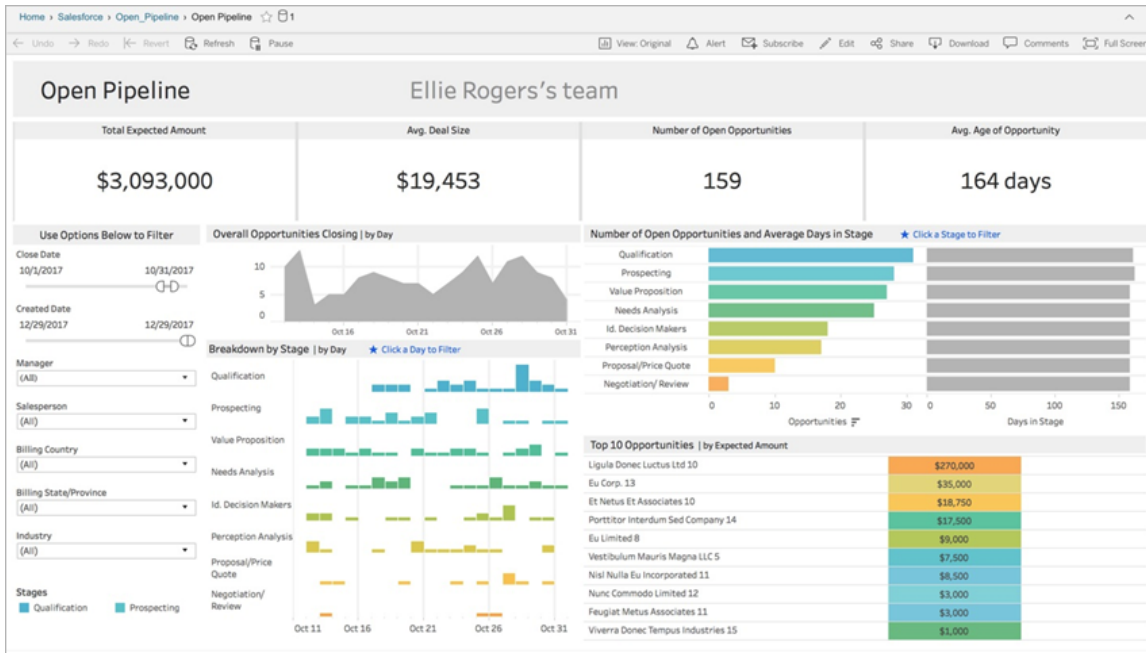 Home › Salesforce › Open_Pipeline › Open Pipeline 1
Undo Redo Revert Refresh Pause View: Original Alert Subscribe Edit Share Download Comments Full Screen
Open Pipeline Ellie Rogers's team
Total Expected Amount Avg. Deal Size Number of Open Opportunities Avg. Age of Opportunity
$3,093,000 $19,453 159 164 days
Use Options Below to Filter
Close Date
10/1/2017 10/31/2017
Created Date
12/29/2017 12/29/2017
Manager
(All)
Salesperson
(All)
Billing Country
(All)
Billing State/Province
(All)
Industry
(All)
Stages
Qualification Prospecting
Overall Opportunities Closing | by Day
10
5
0
Oct 16 Oct 21 Oct 26 Oct 31
Breakdown by Stage | by Day ★ Click a Day to Filter
Qualification
Prospecting
Value Proposition
Needs Analysis
Id. Decision Makers
Perception Analysis
Proposal/Price
Quote
Negotiation/
Review
Oct 11 Oct 16 Oct 21 Oct 26 Oct 31
Number of Open Opportunities and Average Days in Stage ★ Click a Stage to Filter
Qualification
Prospecting
Value Proposition
Needs Analysis
Id. Decision Makers
Perception Analysis
Proposal/Price Quote
Negotiation/ Review
0 10 20 30 0 50 100 150
Opportunities Days in Stage
Top 10 Opportunities | by Expected Amount
Ligula Donec Luctus Ltd 10 $270,000
Eu Corp. 13 $35,000
Et Netus Et Associates 10 $18,750
Porttitor Interdum Sed Company 14 $17,500
Eu Limited 8 $9,000
Vestibulum Mauris Magna LLC 5 $7,500
Nisl Nulla Eu Incorporated 11 $8,500
Nunc Commodo Limited 12 $3,000
Feugiat Metus Associates 11 $3,000
Viverra Donec Tempus Industries 15 $1,000